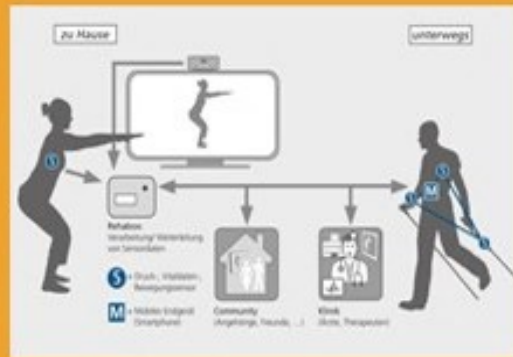 zu Hause
unterwegs
S
M
S
S
S
Rehabox
Verarbeitung/ Weiterleitung
von Sensordaten
S = Druck-, Vitaldaten-,
Bewegungssensor
M = Mobiles Endgerät
(Smartphone)
Community
(Angehörige, Freunde, ...)
Klinik
(Ärzte, Therapeuten)